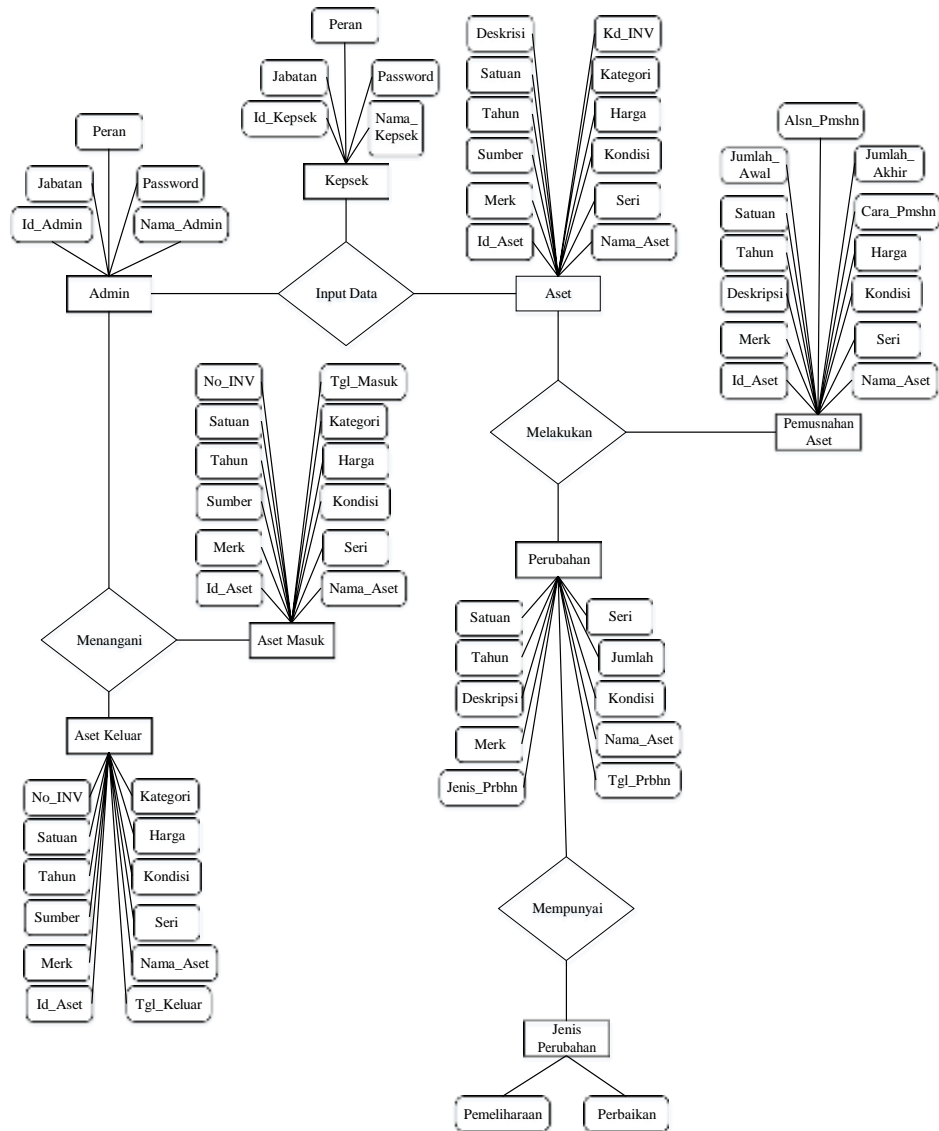 Peran
Jabatan
Password
Id_Kepsek
Nama_
Kepsek
Kepsek
Peran
Jabatan
Password
Id_Admin
Nama_Admin
Admin
Input Data
Deskrisi
Kd_INV
Satuan
Kategori
Tahun
Harga
Sumber
Kondisi
Merk
Seri
Id_Aset
Nama_Aset
Aset
Alsn_Pmshn
Jumlah_
Awal
Jumlah_
Akhir
Satuan
Cara_Pmshn
Tahun
Harga
Deskripsi
Kondisi
Merk
Seri
Id_Aset
Nama_Aset
Pemusnahan
Aset
Melakukan
No_INV
Tgl_Masuk
Satuan
Kategori
Tahun
Harga
Sumber
Kondisi
Merk
Seri
Id_Aset
Nama_Aset
Aset Masuk
Menangani
Perubahan
Satuan
Seri
Tahun
Jumlah
Deskripsi
Kondisi
Merk
Nama_Aset
Jenis_Prbhn
Tgl_Prbhn
Aset Keluar
No_INV
Kategori
Satuan
Harga
Tahun
Kondisi
Sumber
Seri
Merk
Nama_Aset
Id_Aset
Tgl_Keluar
Mempunyai
Jenis
Perubahan
Pemeliharaan
Perbaikan